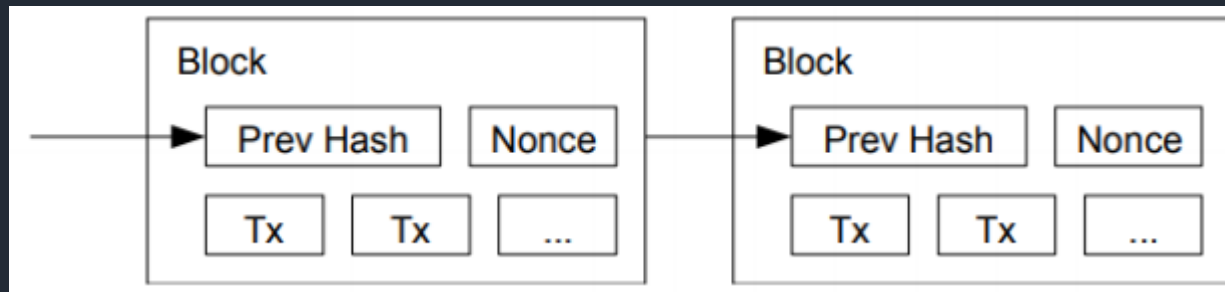 Block
Prev Hash Nonce
Tx Tx ...
Block
Prev Hash Nonce
Tx Tx ...